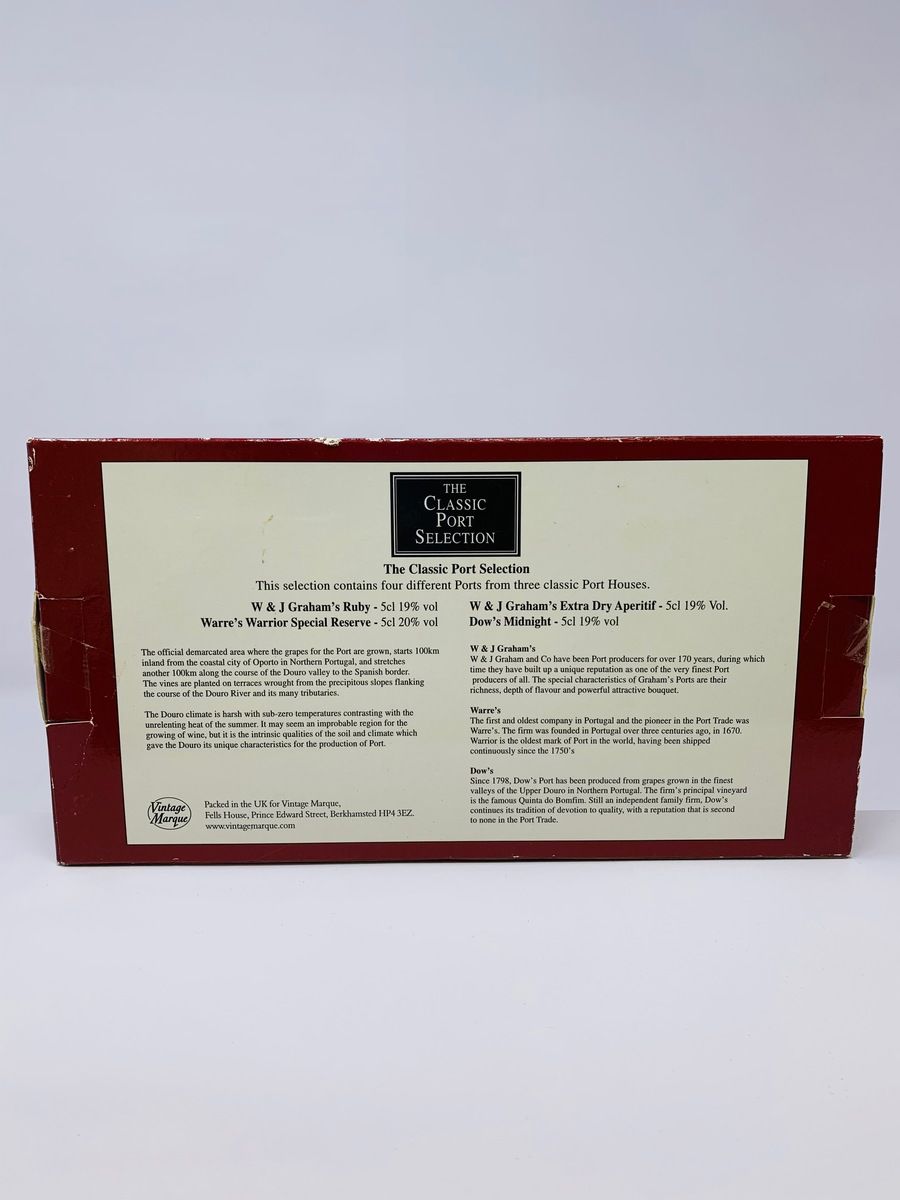 THE
CLASSIC
PORT
SELECTION
The Classic Port Selection
This selection contains four different Ports from three classic Port Houses.
W & J Graham's Ruby - 5cl 19% vol
Warre's Warrior Special Reserve - 5cl 20% vol
W & J Graham's Extra Dry Aperitif - 5cl 19% Vol.
Dow's Midnight - 5cl 19% vol
The official demarcated area where the grapes for the Port are grown, starts 100km
inland from the coastal city of Oporto in Northern Portugal, and stretches
another 100km along the course of the Douro valley to the Spanish border.
The vines are planted on terraces wrought from the precipitous slopes flanking
the course of the Douro River and its many tributaries.
The Douro climate is harsh with sub-zero temperatures contrasting with the
unrelenting heat of the summer. It may seem an improbable region for the
growing of wine, but it is the intrinsic qualities of the soil and climate which
gave the Douro its unique characteristics for the production of Port.
Vintage
Marque
Packed in the UK for Vintage Marque,
Fells House, Prince Edward Street, Berkhamsted HP4 3EZ.
www.vintagemarque.com
W & J Graham's
W & J Graham and Co have been Port producers for over 170 years, during which
time they have built up a unique reputation as one of the very finest Port
producers of all. The special characteristics of Graham's Ports are their
richness, depth of flavour and powerful attractive bouquet.
Warre's
The first and oldest company in Portugal and the pioneer in the Port Trade was
Warre's. The firm was founded in Portugal over three centuries ago, in 1670.
Warrior is the oldest mark of Port in the world, having been shipped
continuously since the 1750's
Dow's
Since 1798, Dow's Port has been produced from grapes grown in the finest
valleys of the Upper Douro in Northern Portugal. The firm's principal vineyard
is the famous Quinta do Bomfim. Still an independent family firm, Dow's
continues its tradition of devotion to quality, with a reputation that is second
to none in the Port Trade.